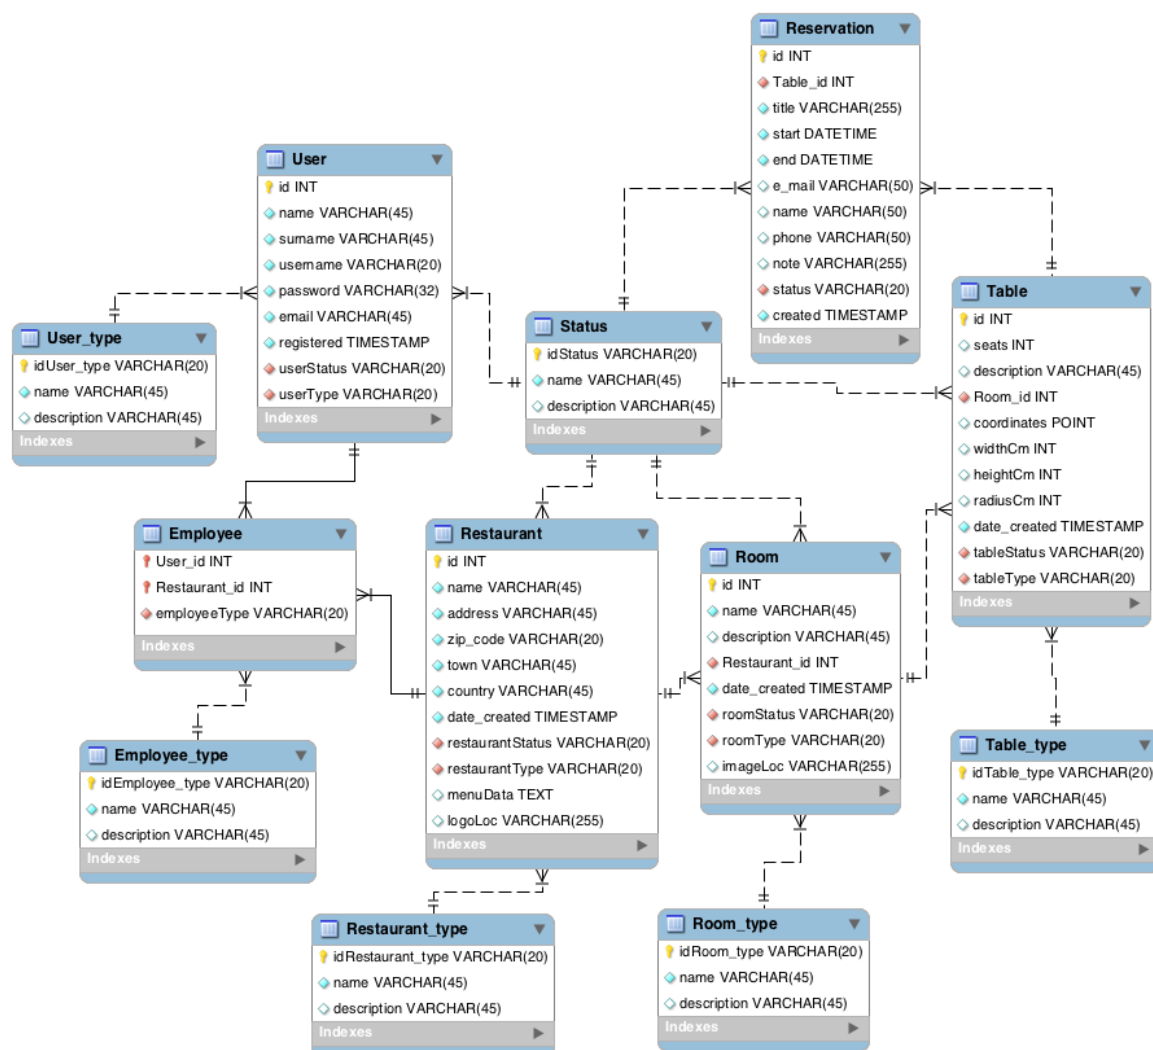 Reservation
id INT
Table_id INT
title VARCHAR(255)
start DATETIME
end DATETIME
e_mail VARCHAR(50)
name VARCHAR(50)
phone VARCHAR(50)
note VARCHAR(255)
status VARCHAR(20)
created TIMESTAMP
Indexes
User
id INT
name VARCHAR(45)
surname VARCHAR(45)
username VARCHAR(20)
password VARCHAR(32)
email VARCHAR(45)
registered TIMESTAMP
userStatus VARCHAR(20)
userType VARCHAR(20)
Indexes
User_type
idUser_type VARCHAR(20)
name VARCHAR(45)
description VARCHAR(45)
Indexes
Status
idStatus VARCHAR(20)
name VARCHAR(45)
description VARCHAR(45)
Indexes
Table
id INT
seats INT
description VARCHAR(45)
Room_id INT
coordinates POINT
widthCm INT
heightCm INT
radiusCm INT
date_created TIMESTAMP
tableStatus VARCHAR(20)
tableType VARCHAR(20)
Indexes
Employee
User_id INT
Restaurant_id INT
employeeType VARCHAR(20)
Indexes
Restaurant
id INT
name VARCHAR(45)
address VARCHAR(45)
zip_code VARCHAR(20)
town VARCHAR(45)
country VARCHAR(45)
date_created TIMESTAMP
restaurantStatus VARCHAR(20)
restaurantType VARCHAR(20)
menuData TEXT
logoLoc VARCHAR(255)
Indexes
Room
id INT
name VARCHAR(45)
description VARCHAR(45)
Restaurant_id INT
date_created TIMESTAMP
roomStatus VARCHAR(20)
roomType VARCHAR(20)
imageLoc VARCHAR(255)
Indexes
Employee_type
idEmployee_type VARCHAR(20)
name VARCHAR(45)
description VARCHAR(45)
Indexes
Table_type
idTable_type VARCHAR(20)
name VARCHAR(45)
description VARCHAR(45)
Indexes
Restaurant_type
idRestaurant_type VARCHAR(20)
name VARCHAR(45)
description VARCHAR(45)
Indexes
Room_type
idRoom_type VARCHAR(20)
name VARCHAR(45)
description VARCHAR(45)
Indexes